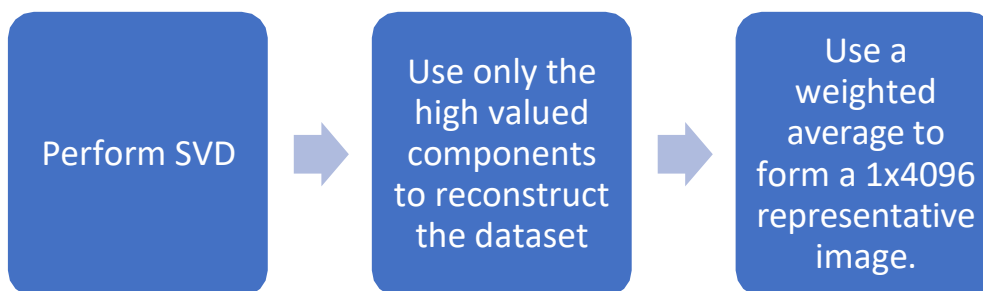 Perform SVD
Use only the
high valued
components
to reconstruct
the dataset
Use a
weighted
average to
form a 1x4096
representative
image.